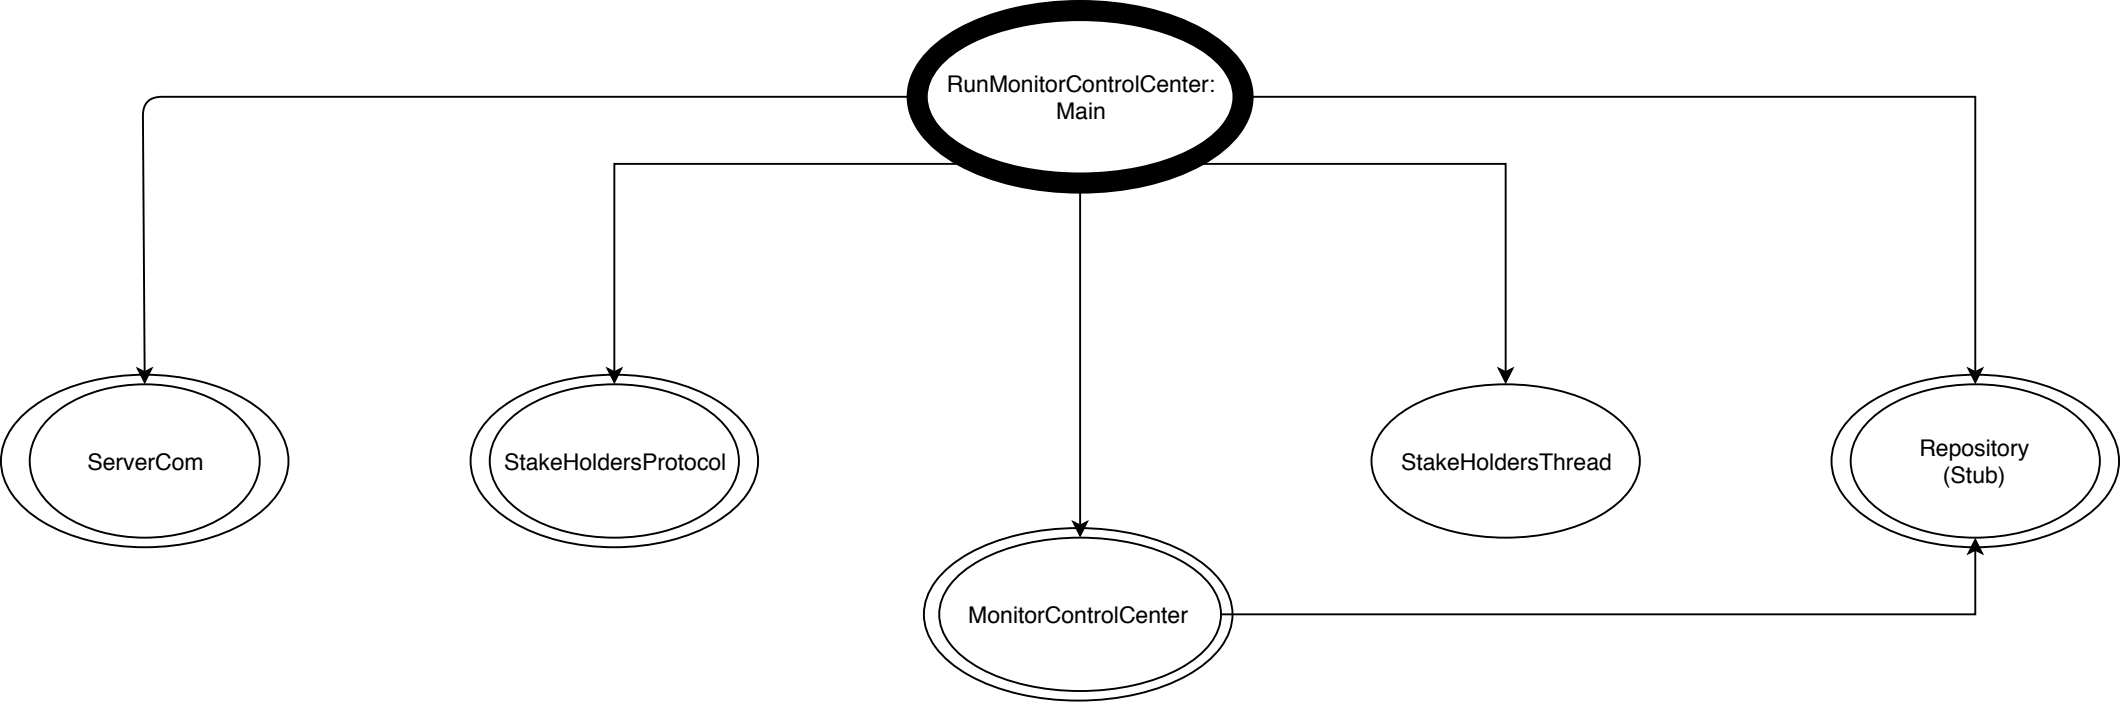 RunMonitorControlCenter:
Main
ServerCom
StakeHoldersProtocol
StakeHoldersThread
Repository
(Stub)
MonitorControlCenter